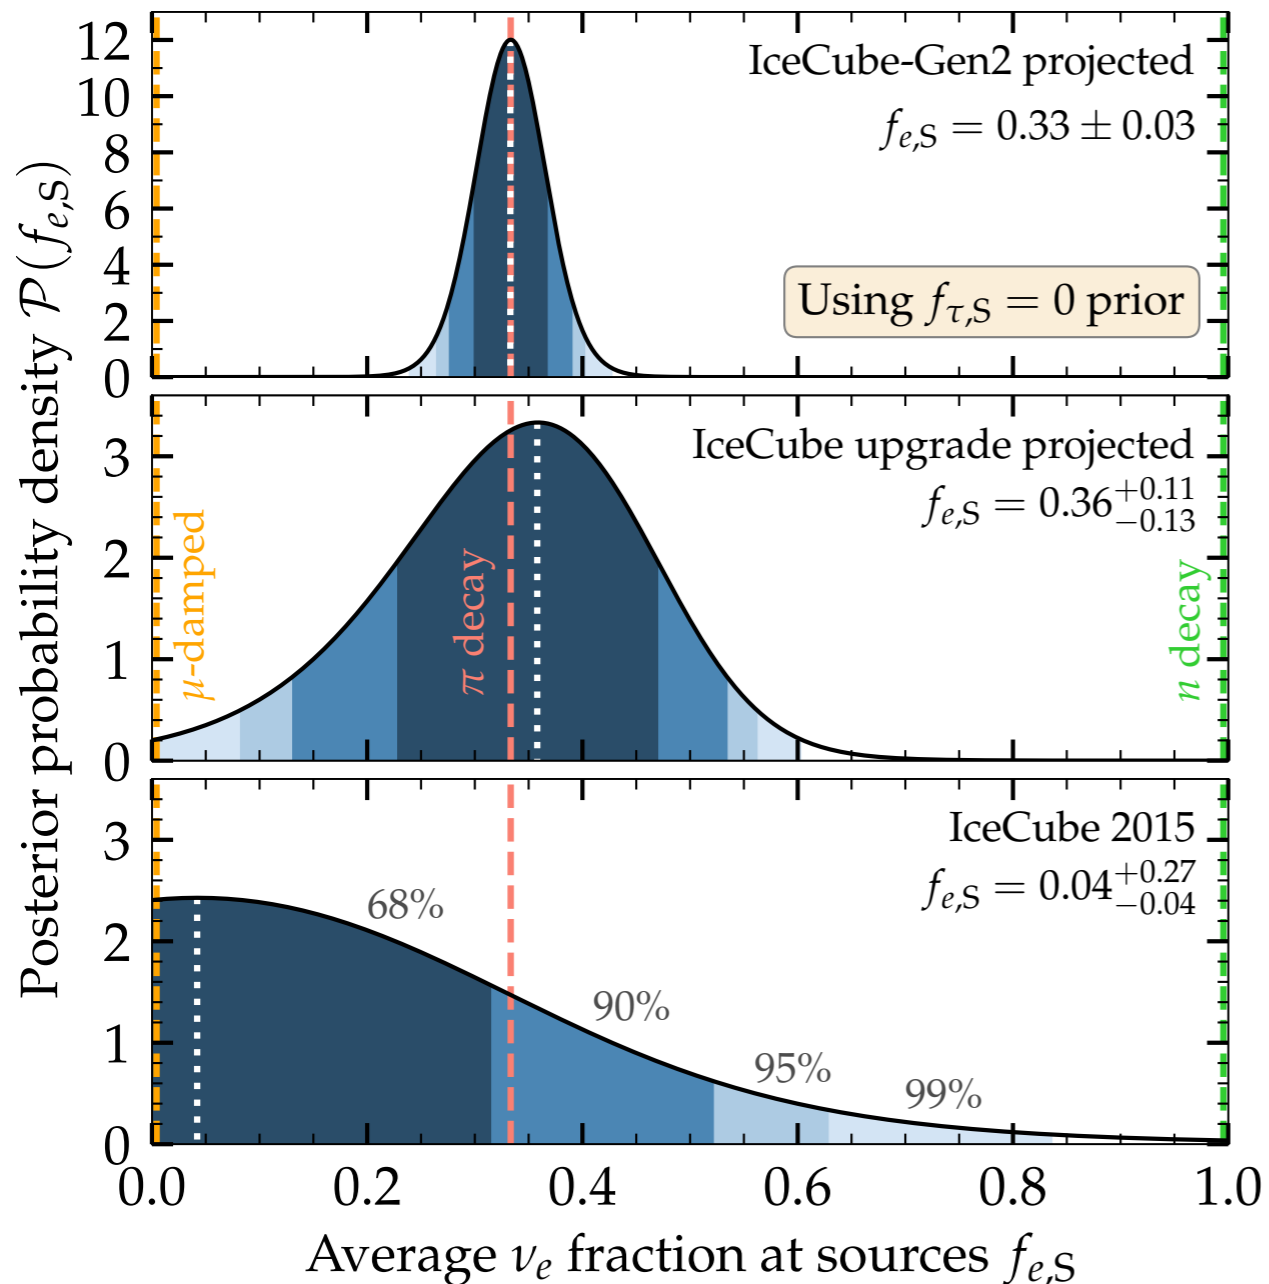 Posterior probability density 𝒫(f_{e,S})
12
10
8
6
4
2
0
IceCube-Gen2 projected
f_{e,S} = 0.33 ± 0.03
Using f_{τ,S} = 0 prior
3
2
1
0
IceCube upgrade projected
f_{e,S} = 0.36^{+0.11}_{−0.13}
μ-damped
π decay
n decay
3
2
1
0
IceCube 2015
f_{e,S} = 0.04^{+0.27}_{−0.04}
68%
90%
95%
99%
0.0 0.2 0.4 0.6 0.8 1.0
Average ν_e fraction at sources f_{e,S}